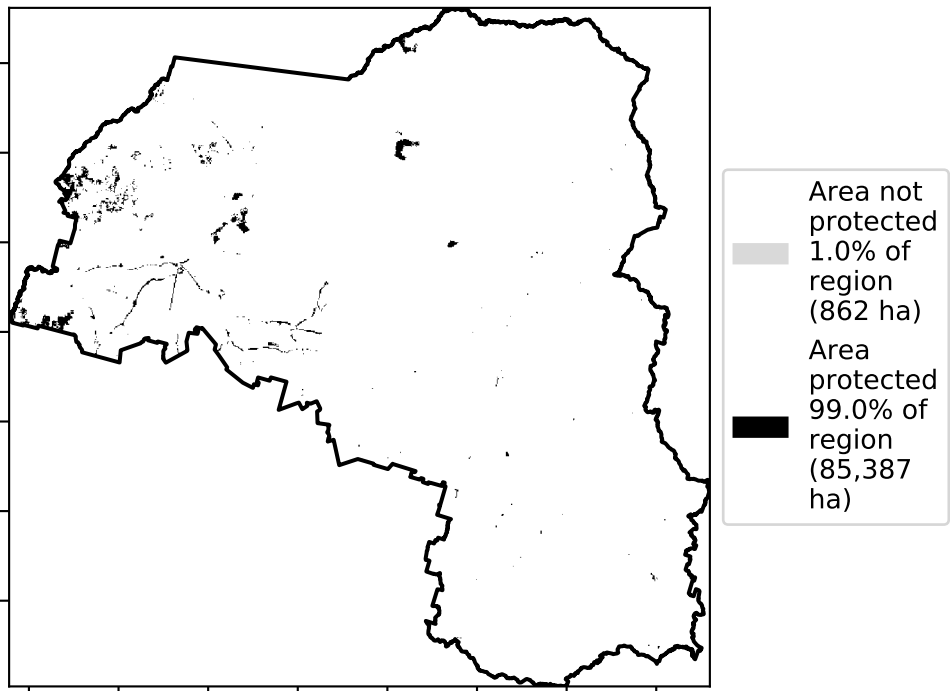 Area not
protected
1.0% of
region
(862 ha)
Area
protected
99.0% of
region
(85,387
ha)